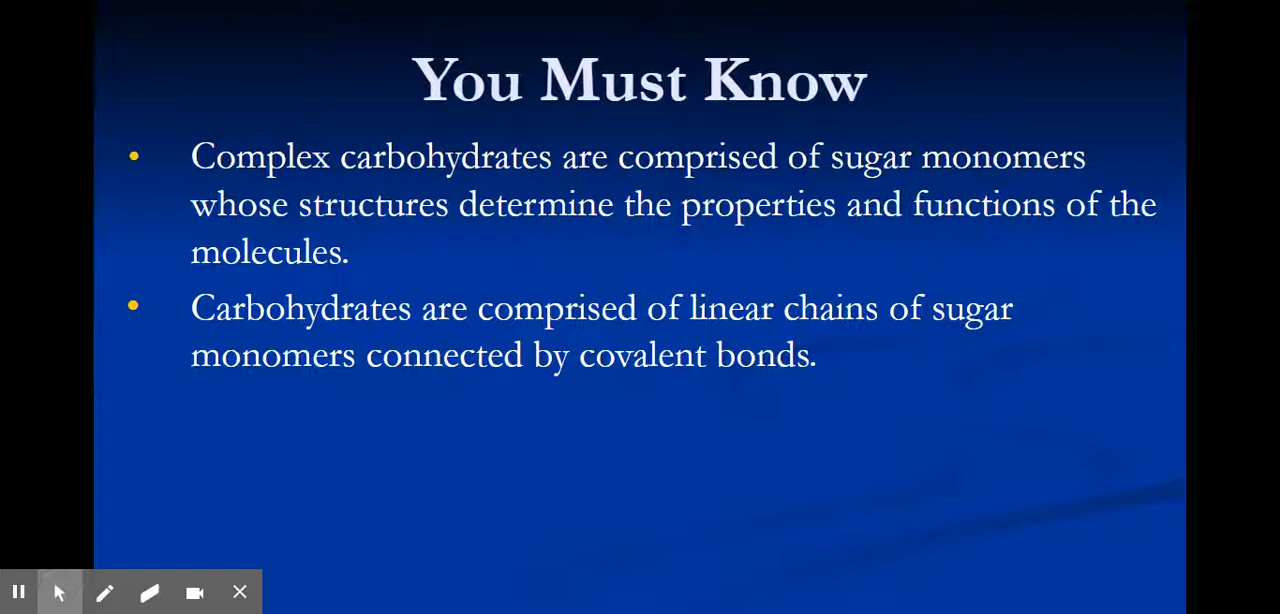 You Must Know
• Complex carbohydrates are comprised of sugar monomers
whose structures determine the properties and functions of the
molecules.
• Carbohydrates are comprised of linear chains of sugar
monomers connected by covalent bonds.